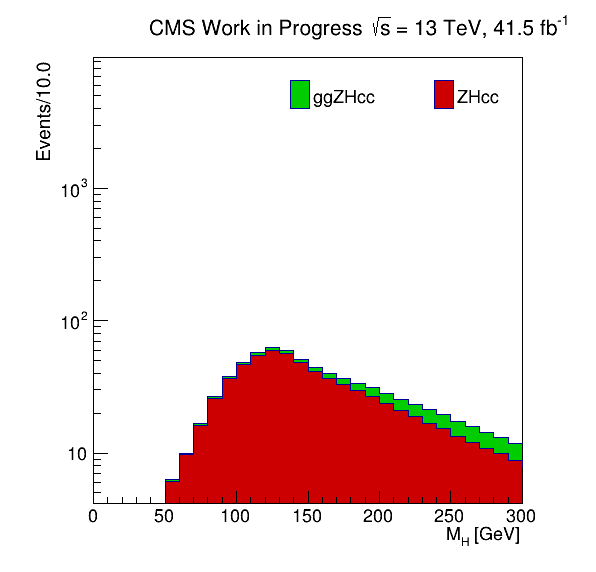 CMS Work in Progress √s = 13 TeV, 41.5 fb⁻¹
Events/10.0
ggZHcc ZHcc
10³
10²
10
0 50 100 150 200 250 300
M_H [GeV]